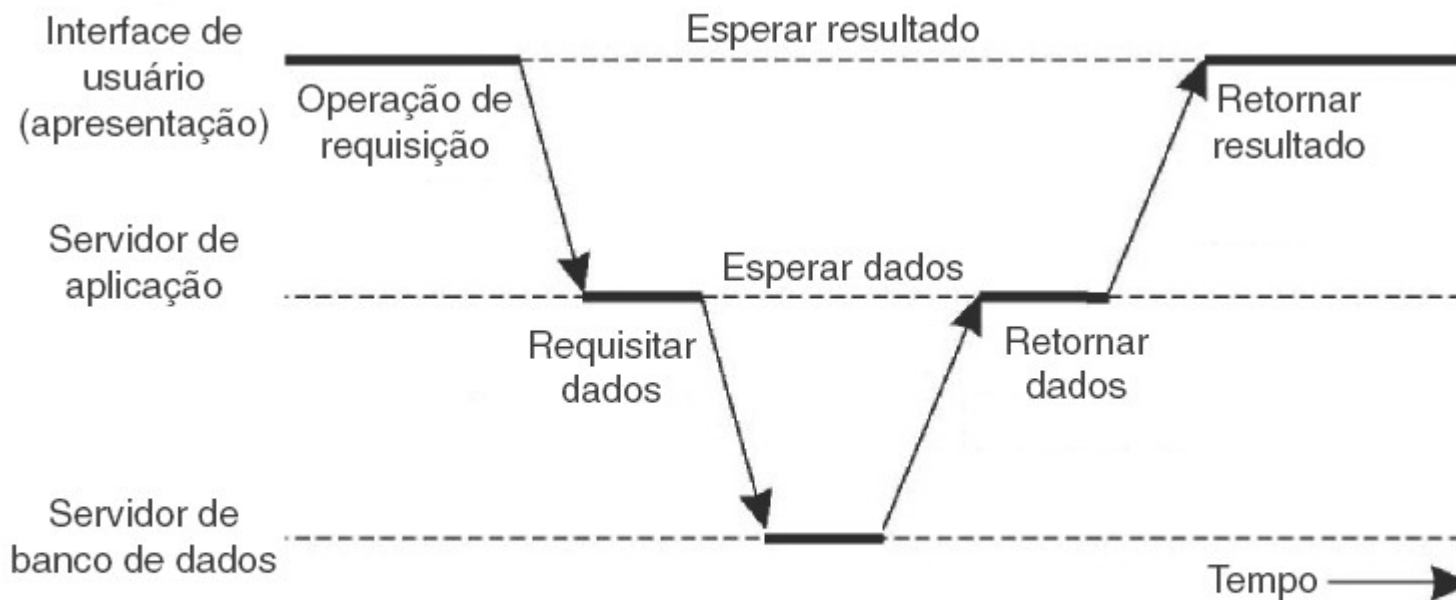 Interface de
usuário
(apresentação)
Esperar resultado
Operação de
requisição
Retornar
resultado
Servidor de
aplicação
Esperar dados
Requisitar
dados
Retornar
dados
Servidor de
banco de dados
Tempo